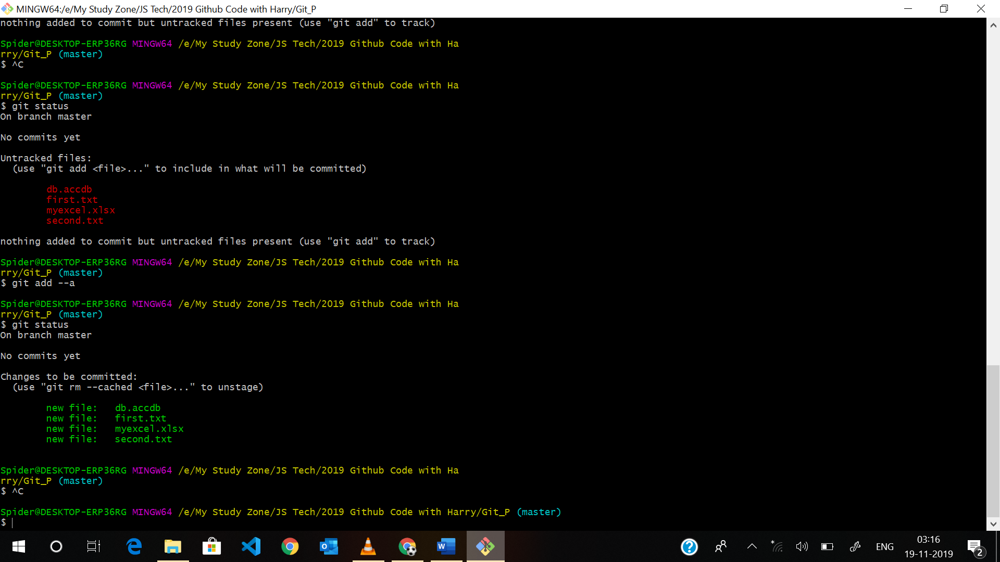 MINGW64:/e/My Study Zone/JS Tech/2019 Github Code with Harry/Git_P
nothing added to commit but untracked files present (use "git add" to track)
Spider@DESKTOP-ERP36RG MINGW64 /e/My Study Zone/JS Tech/2019 Github Code with Ha
rry/Git_P (master)
$ ^C
Spider@DESKTOP-ERP36RG MINGW64 /e/My Study Zone/JS Tech/2019 Github Code with Ha
rry/Git_P (master)
$ git status
On branch master
No commits yet
Untracked files:
(use "git add <file>..." to include in what will be committed)
db.accdb
first.txt
myexcel.xlsx
second.txt
nothing added to commit but untracked files present (use "git add" to track)
Spider@DESKTOP-ERP36RG MINGW64 /e/My Study Zone/JS Tech/2019 Github Code with Ha
rry/Git_P (master)
$ git add --a
Spider@DESKTOP-ERP36RG MINGW64 /e/My Study Zone/JS Tech/2019 Github Code with Ha
rry/Git_P (master)
$ git status
On branch master
No commits yet
Changes to be committed:
(use "git rm --cached <file>..." to unstage)
new file:   db.accdb
new file:   first.txt
new file:   myexcel.xlsx
new file:   second.txt
Spider@DESKTOP-ERP36RG MINGW64 /e/My Study Zone/JS Tech/2019 Github Code with Ha
rry/Git_P (master)
$ ^C
Spider@DESKTOP-ERP36RG MINGW64 /e/My Study Zone/JS Tech/2019 Github Code with Harry/Git_P (master)
$
ENG
03:16
19-11-2019
2